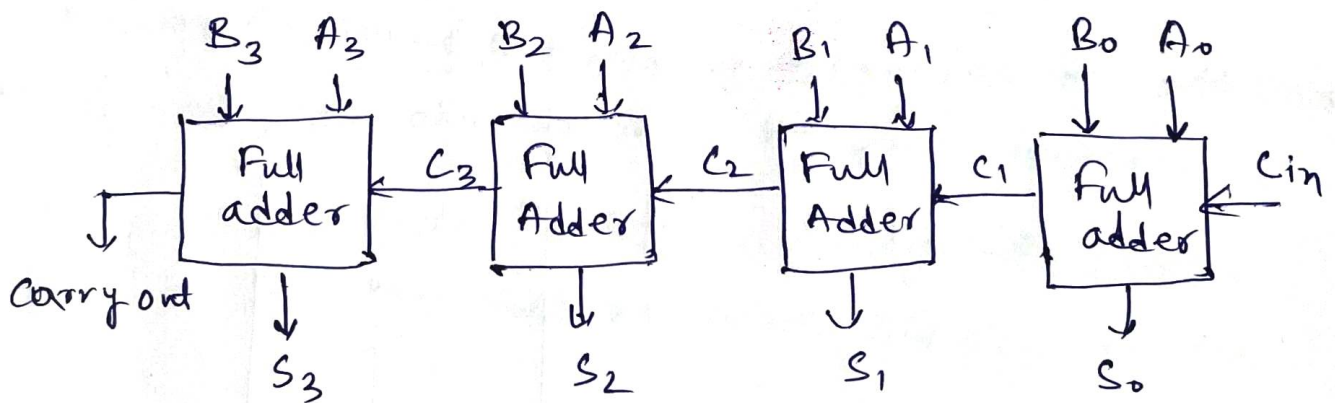 B3 A3 B2 A2 B1 A1 B0 A0
Full Full Full Full
adder Adder Adder adder
C3 C2 C1 Cin
Carry out
S3 S2 S1 S0